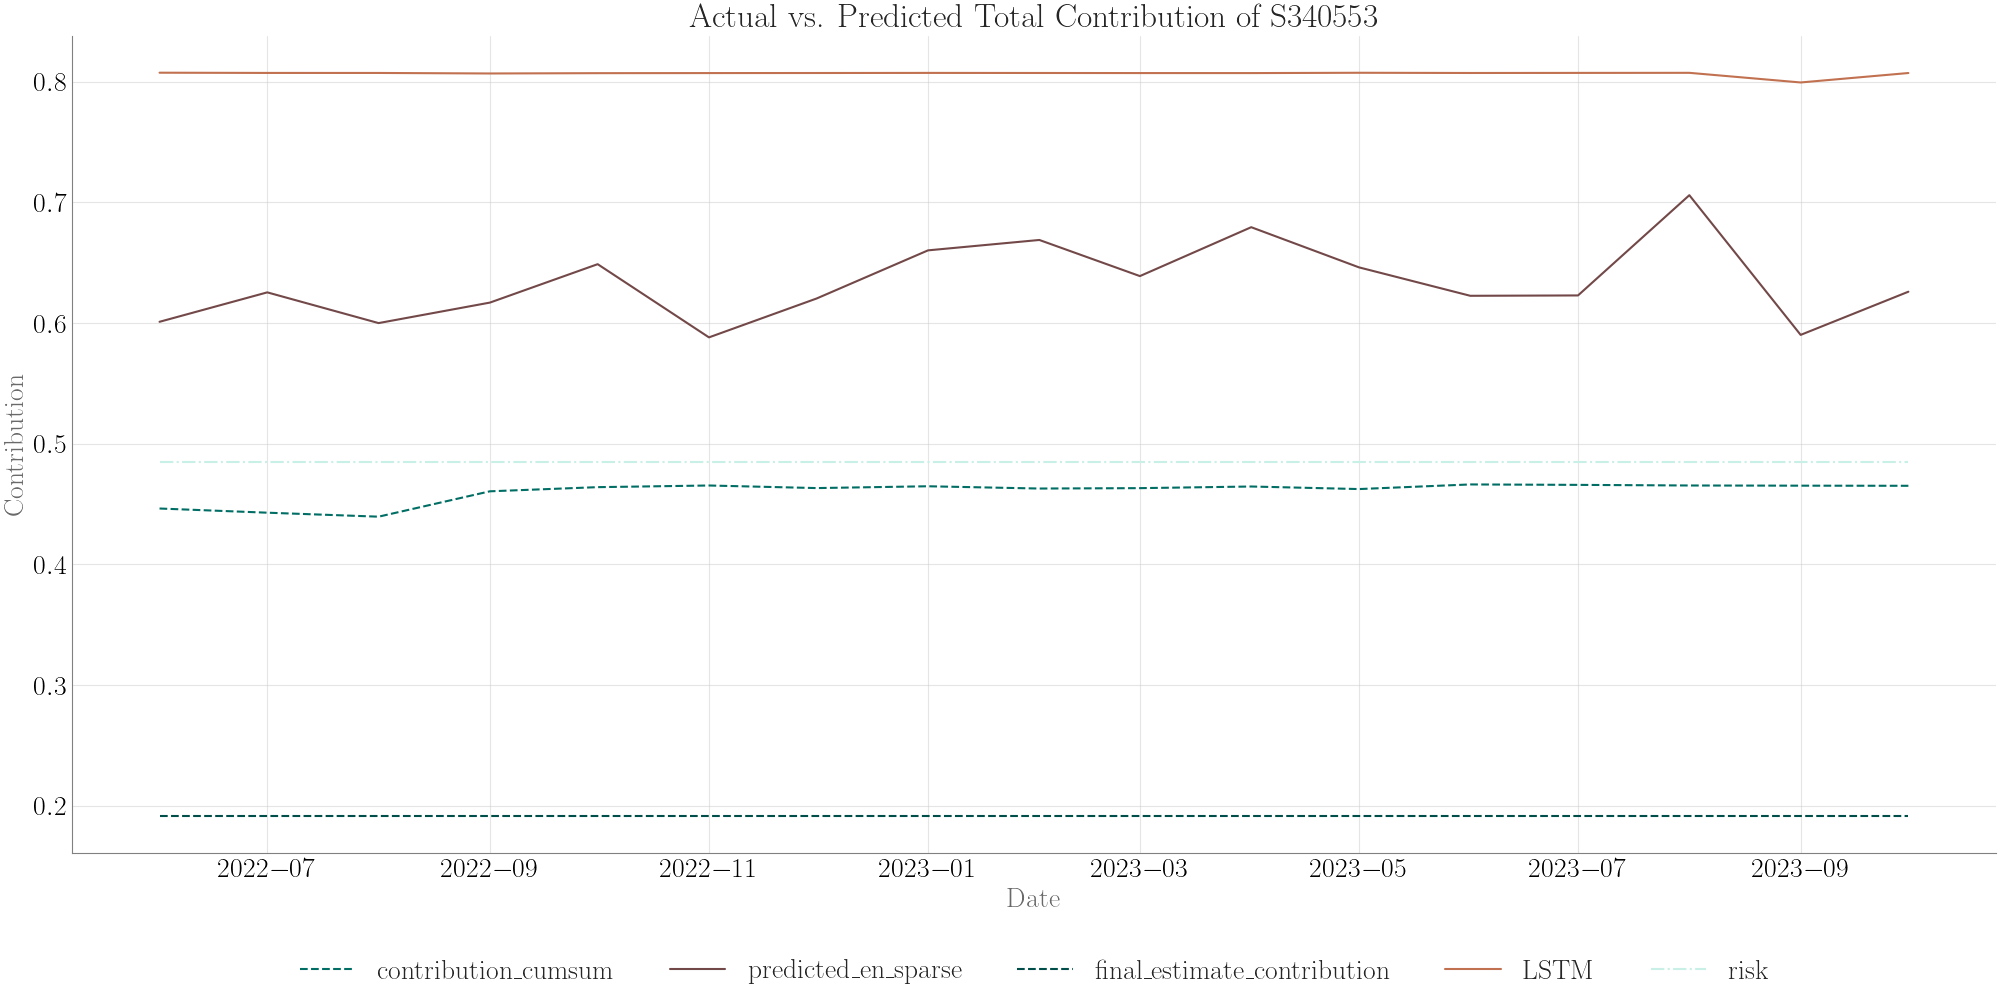 Actual vs. Predicted Total Contribution of S340553
0.8
0.7
0.6
0.5
0.4
0.3
0.2
Contribution
2022−07 2022−09 2022−11 2023−01 2023−03 2023−05 2023−07 2023−09
Date
contribution_cumsum predicted_en_sparse final_estimate_contribution LSTM risk